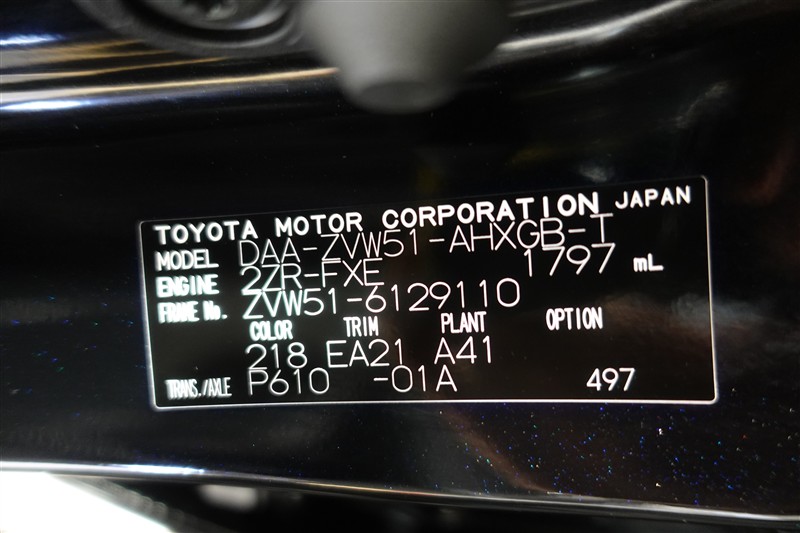 TOYOTA MOTOR CORPORATION JAPAN
MODEL DAA-ZVW51-AHXGB-T
ENGINE 2ZR-FXE 1797 mL
FRAME No. ZVW51-6129110
COLOR TRIM PLANT OPTION
218 EA21 A41
TRANS./AXLE P610 -01A 497